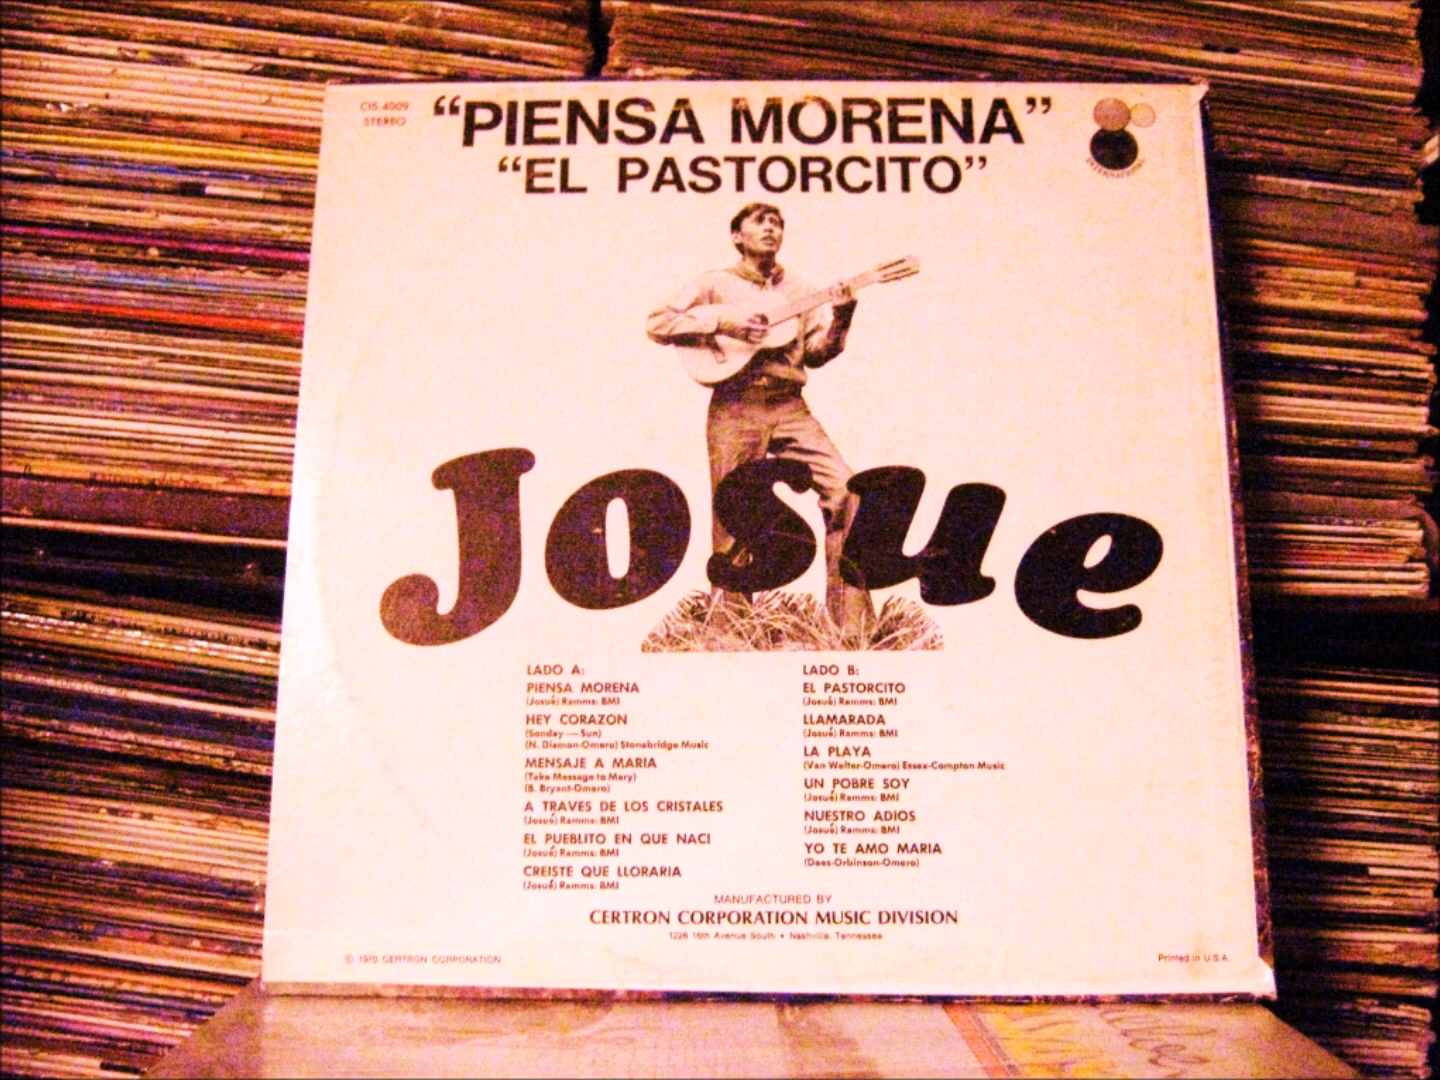 CIS-4009
STEREO
“PIENSA MORENA”
“EL PASTORCITO”
INTERNATIONAL
Josue
LADO A:
PIENSA MORENA
(Josué) Ramms: BMI
HEY CORAZON
(Sonday — Sun)
(N. Diamon-Omero) Stonebridge Music
MENSAJE A MARIA
(Take Message to Mary)
(B. Bryant-Omero)
A TRAVES DE LOS CRISTALES
(Josué) Ramms: BMI
EL PUEBLITO EN QUE NACI
(Josué) Ramms: BMI
CREISTE QUE LLORARIA
(Josué) Ramms: BMI
LADO B:
EL PASTORCITO
(Josué) Ramms: BMI
LLAMARADA
(Josué) Ramms: BMI
LA PLAYA
(Van Walter-Omero) Essex-Compton Music
UN POBRE SOY
(Josué) Ramms: BMI
NUESTRO ADIOS
(Josué) Ramms: BMI
YO TE AMO MARIA
(Dees-Orbinson-Omero)
MANUFACTURED BY
CERTRON CORPORATION MUSIC DIVISION
1226 16th Avenue South • Nashville, Tennessee
© 1970 CERTRON CORPORATION
Printed in U.S.A.